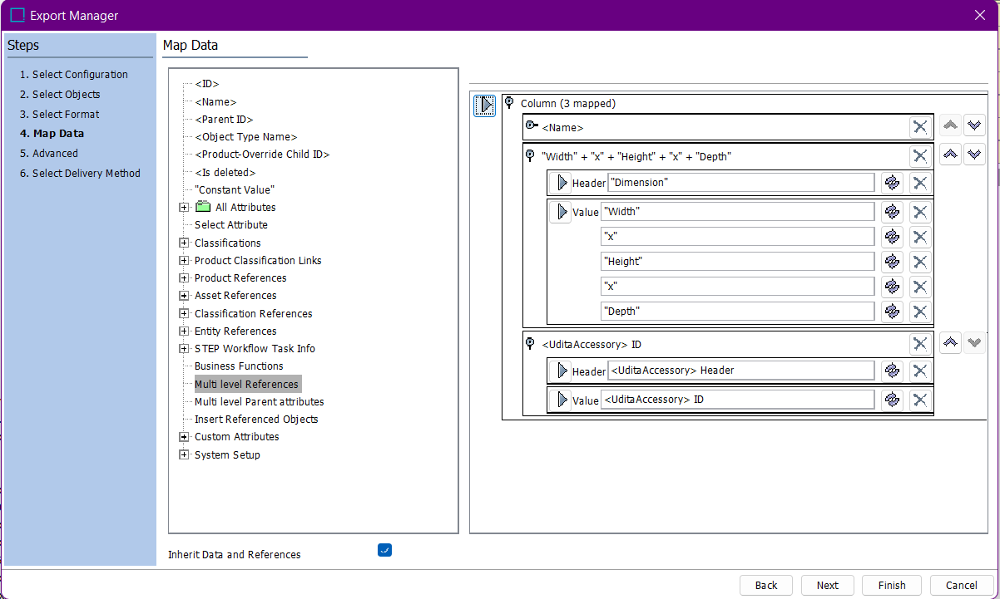 Export Manager
Steps
1. Select Configuration
2. Select Objects
3. Select Format
4. Map Data
5. Advanced
6. Select Delivery Method
Map Data
<ID>
<Name>
<Parent ID>
<Object Type Name>
<Product-Override Child ID>
<Is deleted>
"Constant Value"
All Attributes
Select Attribute
Classifications
Product Classification Links
Product References
Asset References
Classification References
Entity References
STEP Workflow Task Info
Business Functions
Multi level References
Multi level Parent attributes
Insert Referenced Objects
Custom Attributes
System Setup
Inherit Data and References
Column (3 mapped)
<Name>
"Width" + "x" + "Height" + "x" + "Depth"
Header "Dimension"
Value "Width"
"x"
"Height"
"x"
"Depth"
<UditaAccessory> ID
Header <UditaAccessory> Header
Value <UditaAccessory> ID
Back Next Finish Cancel